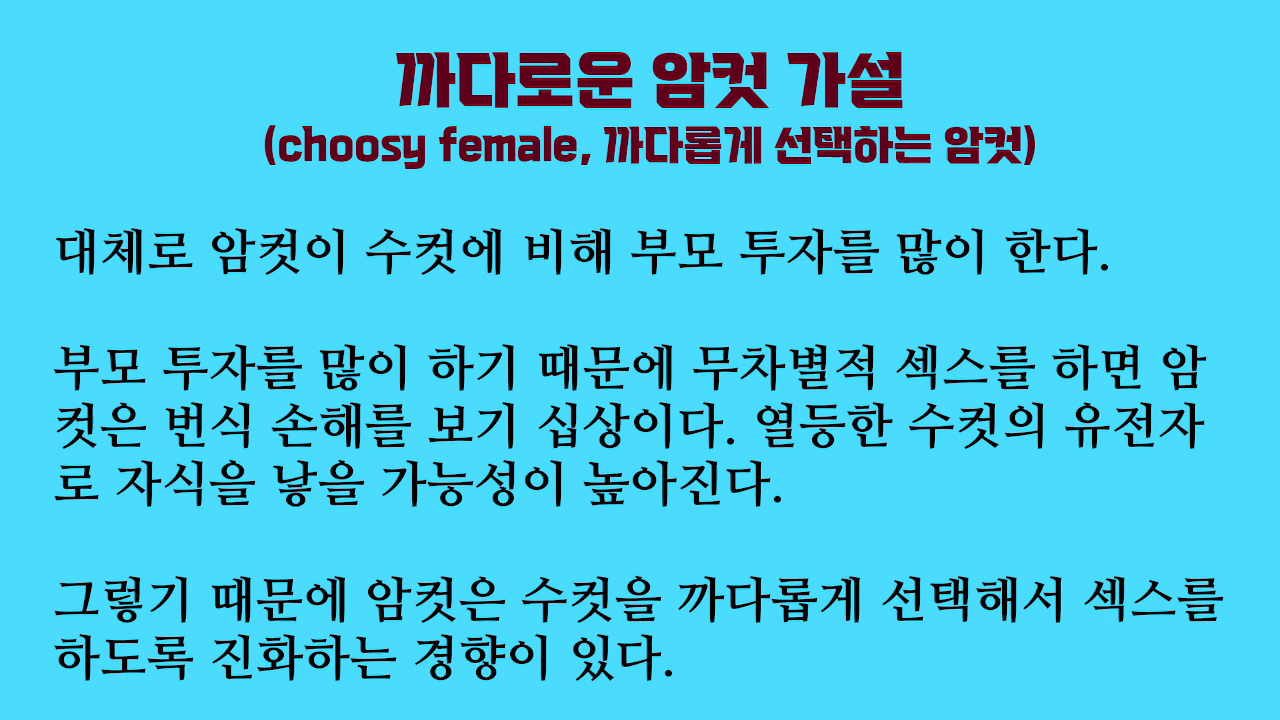 까다로운 암컷 가설
(choosy female, 까다롭게 선택하는 암컷)
대체로 암컷이 수컷에 비해 부모 투자를 많이 한다.
부모 투자를 많이 하기 때문에 무차별적 섹스를 하면 암
컷은 번식 손해를 보기 십상이다. 열등한 수컷의 유전자
로 자식을 낳을 가능성이 높아진다.
그렇기 때문에 암컷은 수컷을 까다롭게 선택해서 섹스를
하도록 진화하는 경향이 있다.